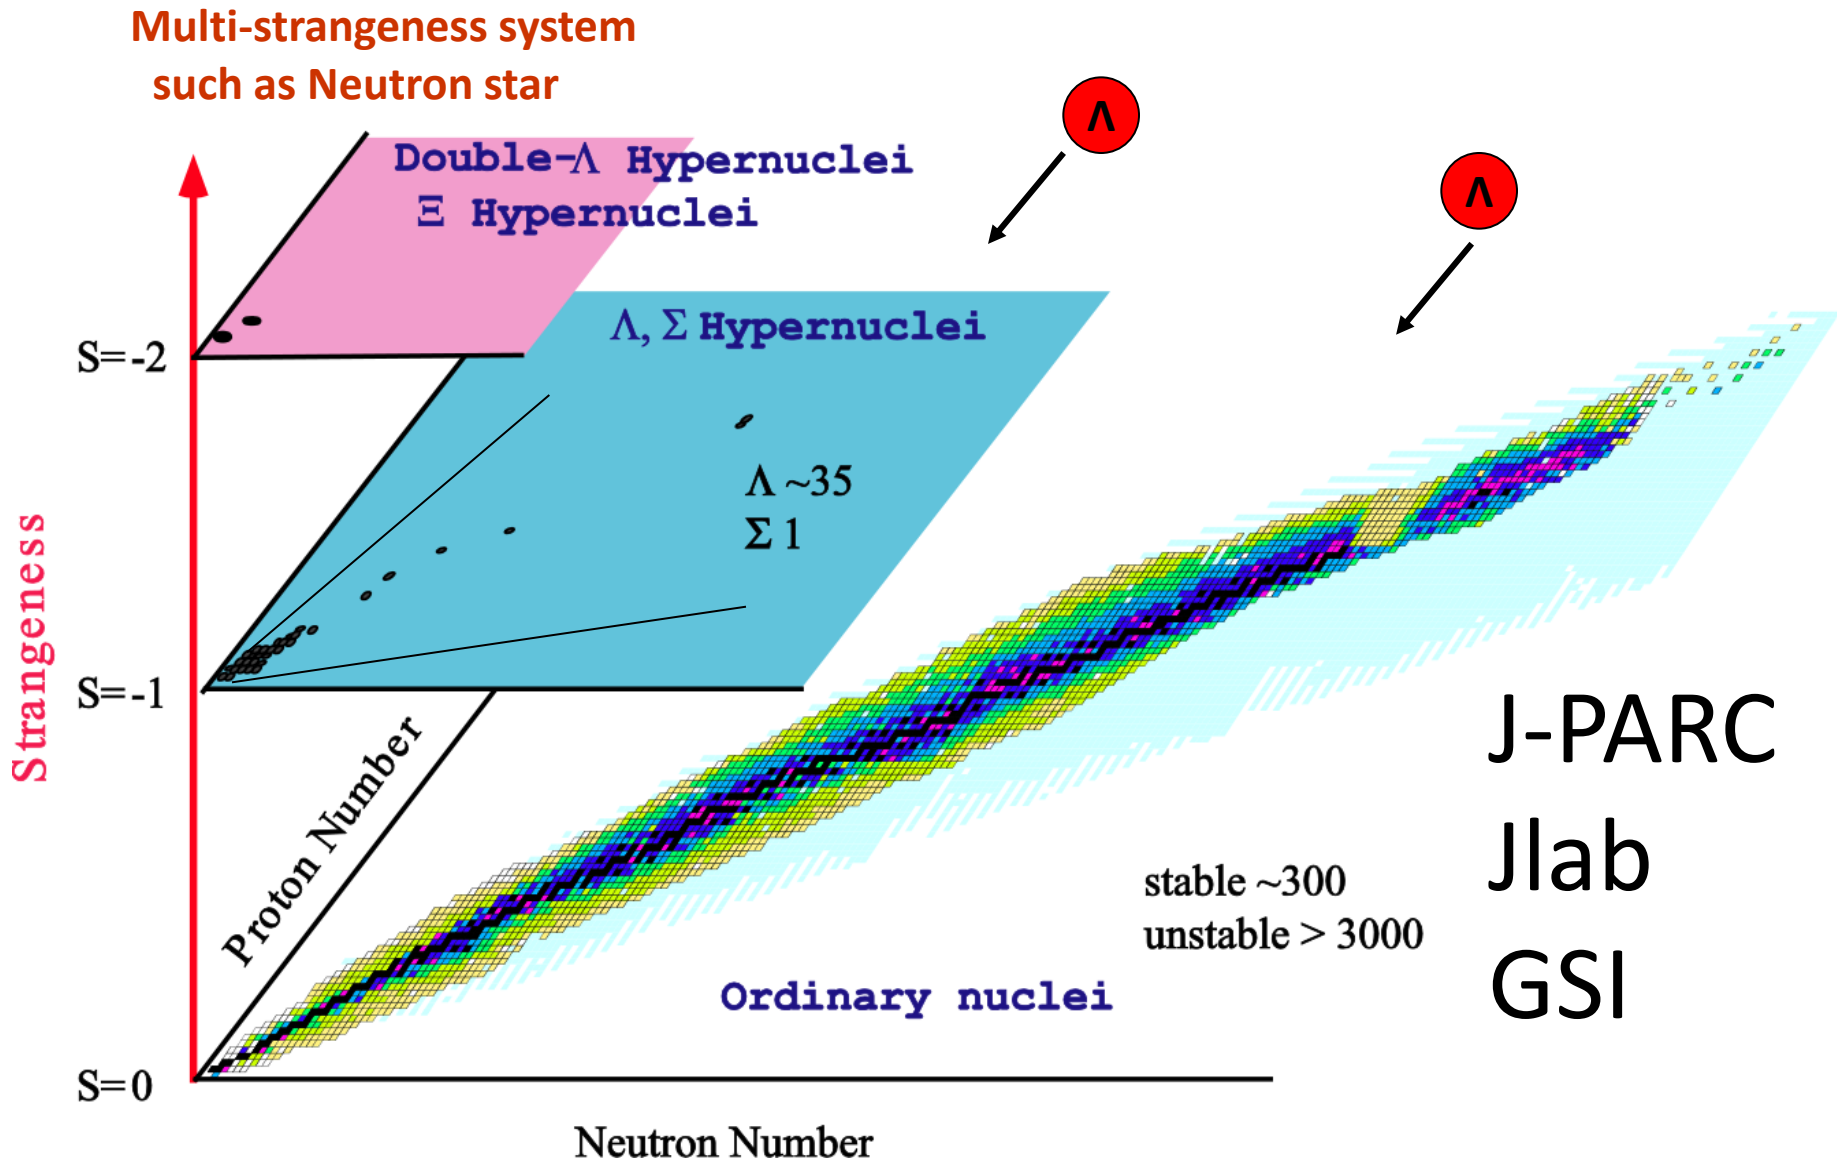 Multi-strangeness system
such as Neutron star
Λ
Double-Λ Hypernuclei
Ξ Hypernuclei
Λ
Λ, Σ Hypernuclei
S=-2
Λ ~35
Σ 1
Strangeness
S=-1
Proton Number
J-PARC
Jlab
stable ~300
unstable > 3000
GSI
Ordinary nuclei
S=0
Neutron Number